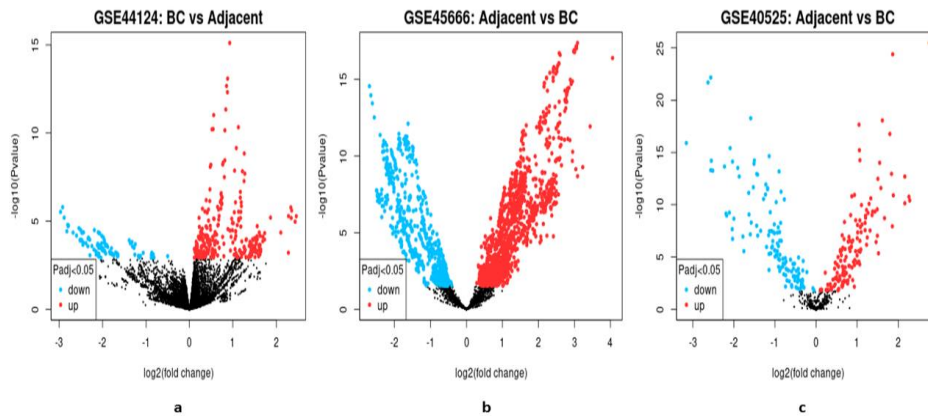 GSE44124: BC vs Adjacent
-log10(Pvalue)
15
10
5
0
Padj<0.05
down
up
-3 -2 -1 0 1 2
log2(fold change)
a
GSE45666: Adjacent vs BC
-log10(Pvalue)
15
10
5
0
Padj<0.05
down
up
-2 -1 0 1 2 3 4
log2(fold change)
b
GSE40525: Adjacent vs BC
-log10(Pvalue)
25
20
15
10
5
0
Padj<0.05
down
up
-3 -2 -1 0 1 2
log2(fold change)
c